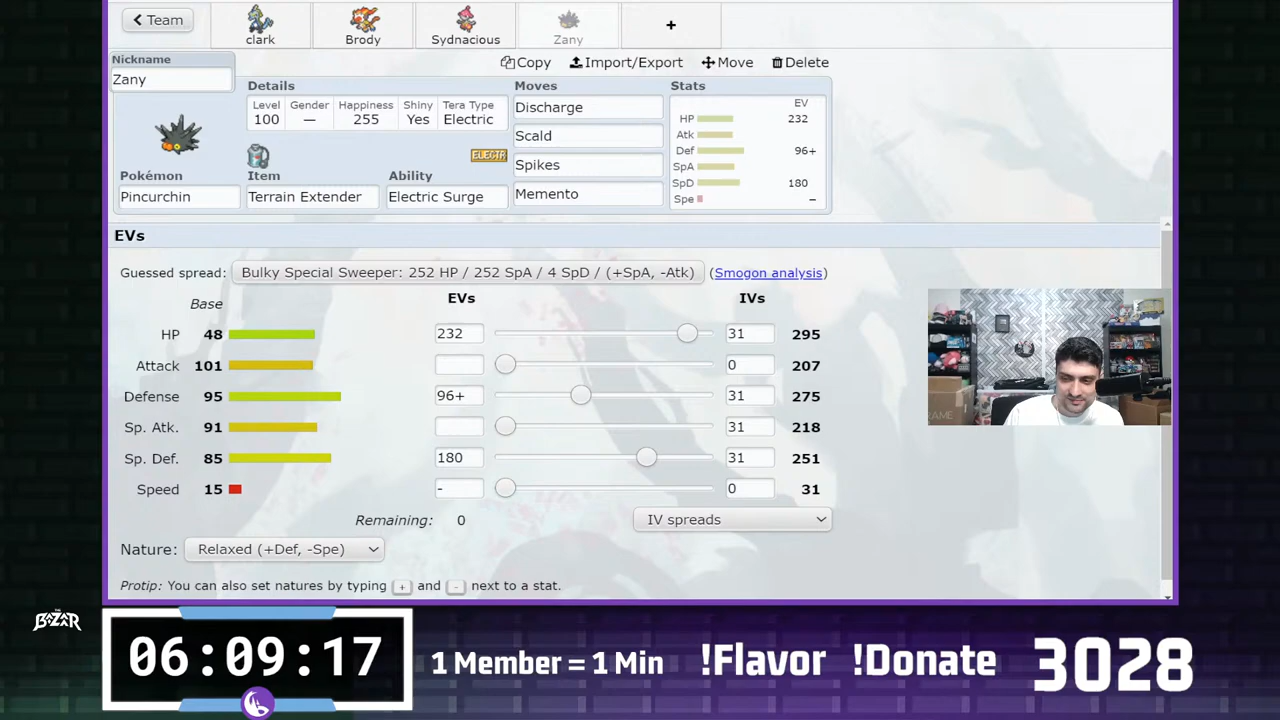 Team
clark
Brody
Sydnacious
Zany
+
Nickname
Zany
Copy
Import/Export
Move
Delete
Details
Level
100
Gender
—
Happiness
255
Shiny
Yes
Tera Type
Electric
ELECTR
Pokémon
Pincurchin
Item
Terrain Extender
Ability
Electric Surge
Moves
Discharge
Scald
Spikes
Memento
Stats
EV
HP 232
Atk
Def 96+
SpA
SpD 180
Spe –
EVs
Guessed spread: Bulky Special Sweeper: 252 HP / 252 SpA / 4 SpD / (+SpA, -Atk) (Smogon analysis)
Base EVs IVs
HP 48 232 31 295
Attack 101 0 207
Defense 95 96+ 31 275
Sp. Atk. 91 31 218
Sp. Def. 85 180 31 251
Speed 15 - 0 31
Remaining: 0 IV spreads
Nature: Relaxed (+Def, -Spe)
Protip: You can also set natures by typing + and - next to a stat.
THE BAZAR
06:09:17
1 Member = 1 Min !Flavor !Donate 3028